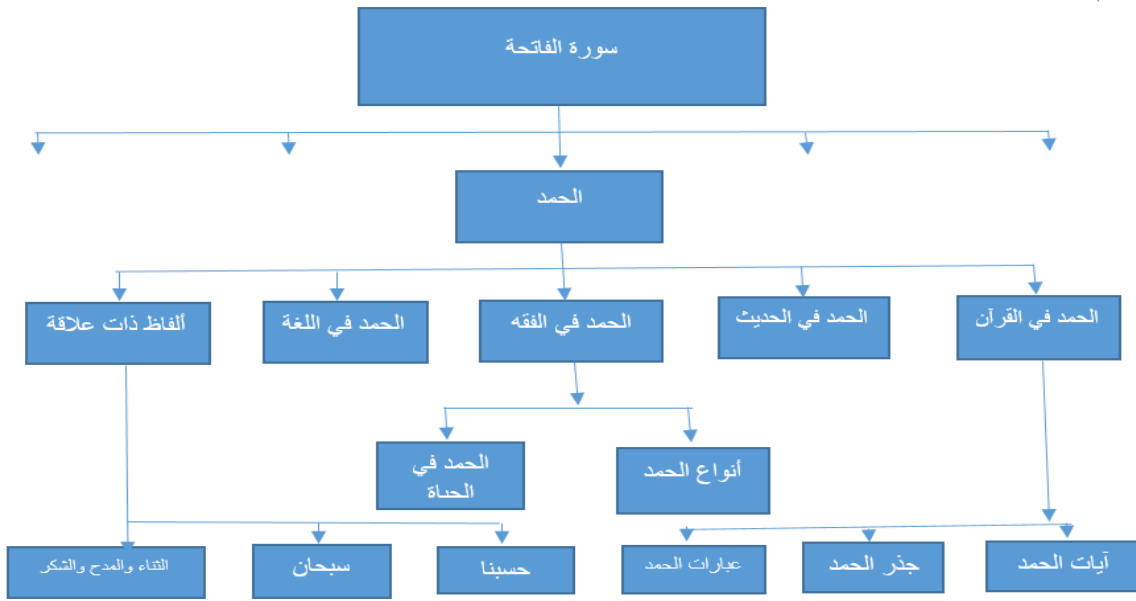 سورة الفاتحة
الحمد
الحمد في القرآن
الحمد في الحديث
الحمد في الفقه
الحمد في اللغة
ألفاظ ذات علاقة
أنواع الحمد
الحمد في
الحياة
آيات الحمد
جذر الحمد
عبارات الحمد
حسبنا
سبحان
الثناء والمدح والشكر